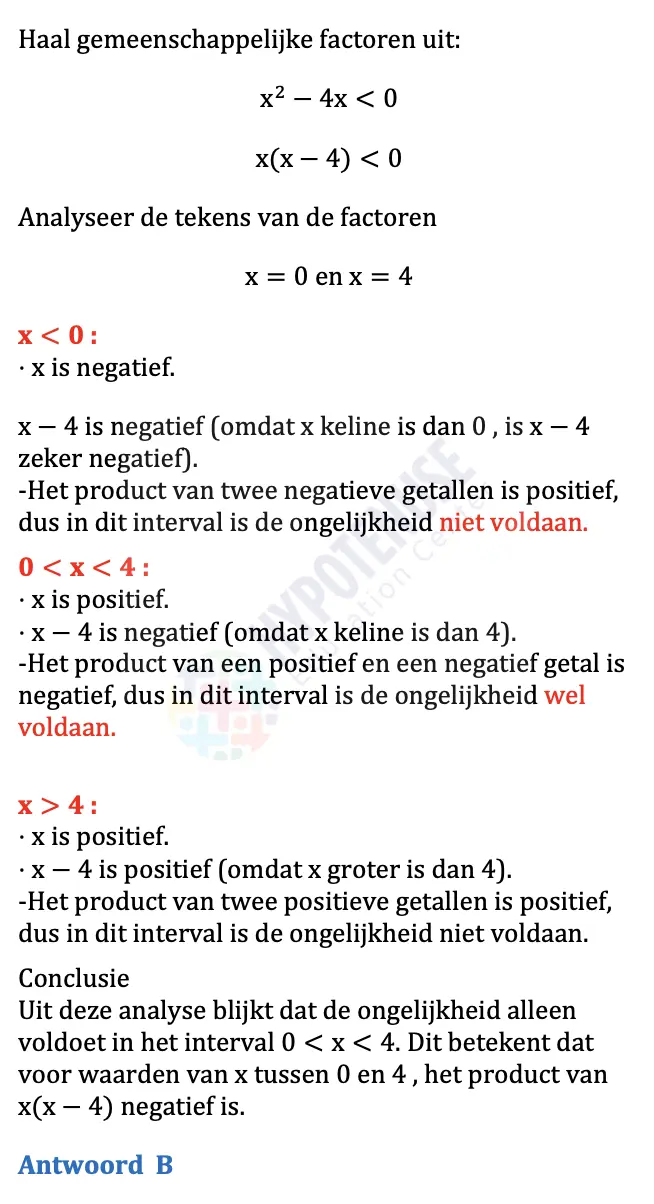 Haal gemeenschappelijke factoren uit:
x² − 4x < 0
x(x − 4) < 0
Analyseer de tekens van de factoren
x = 0 en x = 4
x < 0 :
· x is negatief.
x − 4 is negatief (omdat x keline is dan 0 , is x − 4
zeker negatief).
-Het product van twee negatieve getallen is positief,
dus in dit interval is de ongelijkheid niet voldaan.
0 < x < 4 :
· x is positief.
· x − 4 is negatief (omdat x keline is dan 4).
-Het product van een positief en een negatief getal is
negatief, dus in dit interval is de ongelijkheid wel
voldaan.
x > 4 :
· x is positief.
· x − 4 is positief (omdat x groter is dan 4).
-Het product van twee positieve getallen is positief,
dus in dit interval is de ongelijkheid niet voldaan.
Conclusie
Uit deze analyse blijkt dat de ongelijkheid alleen
voldoet in het interval 0 < x < 4. Dit betekent dat
voor waarden van x tussen 0 en 4 , het product van
x(x − 4) negatief is.
Antwoord B
HYPOTENUSE
Education Center